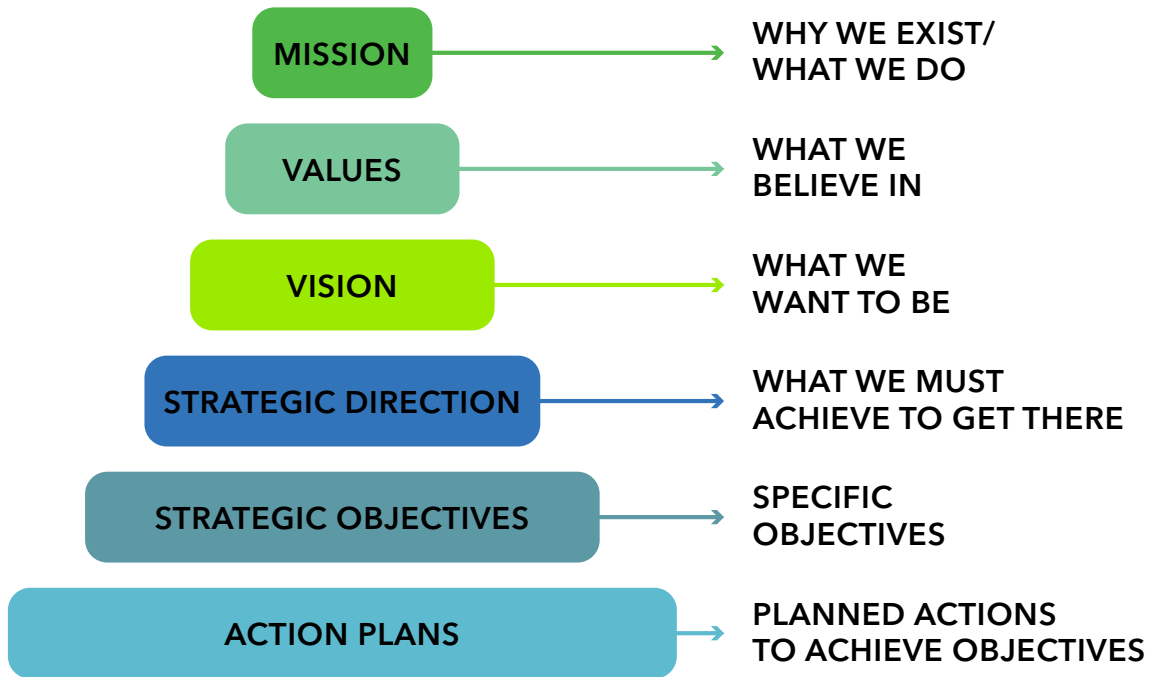 MISSION
WHY WE EXIST/
WHAT WE DO
VALUES
WHAT WE
BELIEVE IN
VISION
WHAT WE
WANT TO BE
STRATEGIC DIRECTION
WHAT WE MUST
ACHIEVE TO GET THERE
STRATEGIC OBJECTIVES
SPECIFIC
OBJECTIVES
ACTION PLANS
PLANNED ACTIONS
TO ACHIEVE OBJECTIVES